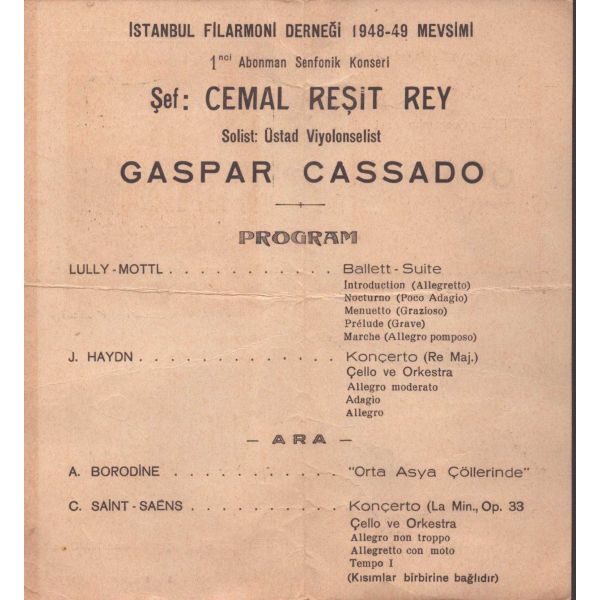 İSTANBUL FİLARMONİ DERNEĞİ 1948-49 MEVSİMİ
1nci Abonman Senfonik Konseri
Şef: CEMAL REŞİT REY
Solist: Üstad Viyolonselist
GASPAR CASSADO
PROGRAM
LULLY - MOTTL . . . . . . . . . . . Ballett - Suite
Introduction (Allegretto)
Nocturno (Poco Adagio)
Menuetto (Grazioso)
Prélude (Grave)
Marche (Allegro pomposo)
J. HAYDN . . . . . . . . . . . . . Konçerto (Re Maj.)
Çello ve Orkestra
Allegro moderato
Adagio
Allegro
— ARA —
A. BORODİNE . . . . . . . . . . . "Orta Asya Çöllerinde"
C. SAİNT - SAËNS . . . . . . . . . . Konçerto (La Min., Op. 33
Çello ve Orkestra
Allegro non troppo
Allegretto con moto
Tempo I
(Kısımlar birbirine bağlıdır)